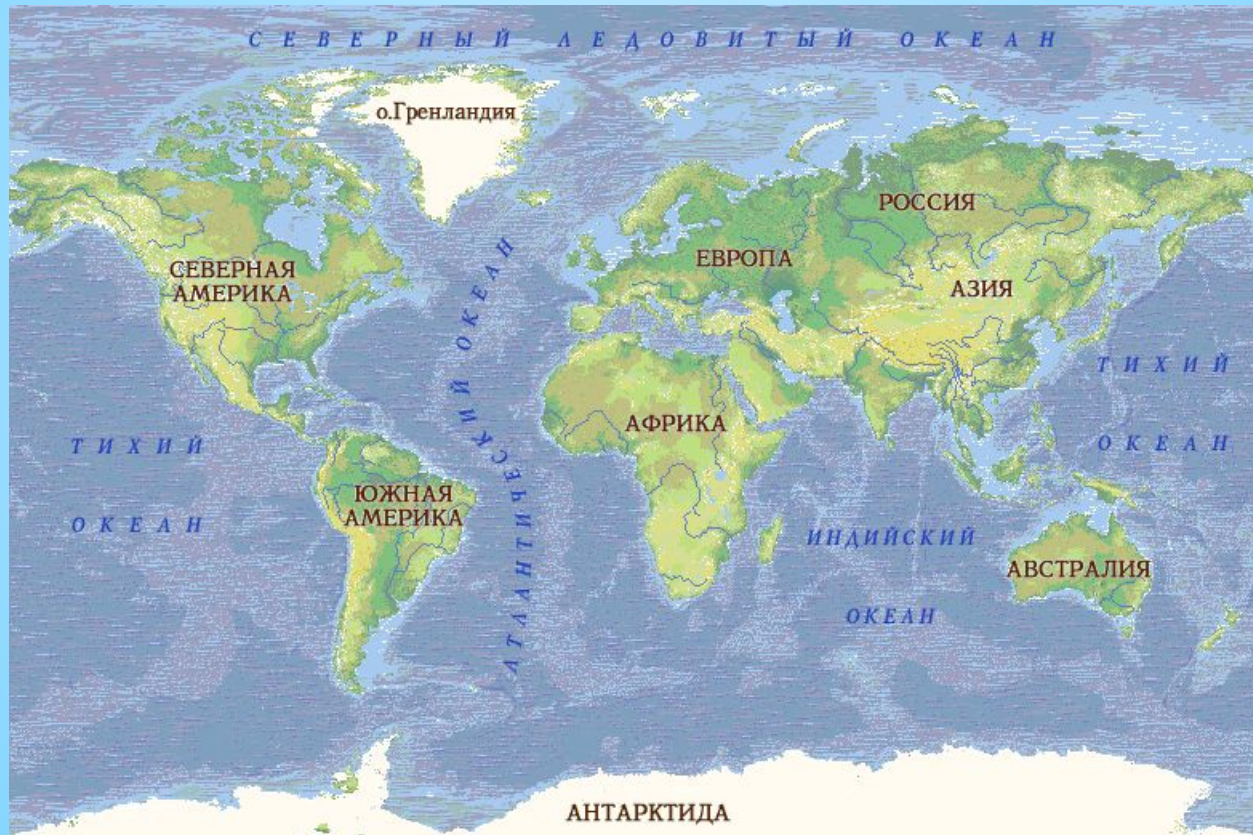 СЕВЕРНЫЙ ЛЕДОВИТЫЙ ОКЕАН
о.Гренландия
РОССИЯ
ЕВРОПА
СЕВЕРНАЯ
АМЕРИКА
АЗИЯ
АТЛАНТИЧЕСКИЙ ОКЕАН
ТИХИЙ
ОКЕАН
АФРИКА
ТИХИЙ
ОКЕАН
ЮЖНАЯ
АМЕРИКА
ИНДИЙСКИЙ
ОКЕАН
АВСТРАЛИЯ
АНТАРКТИДА